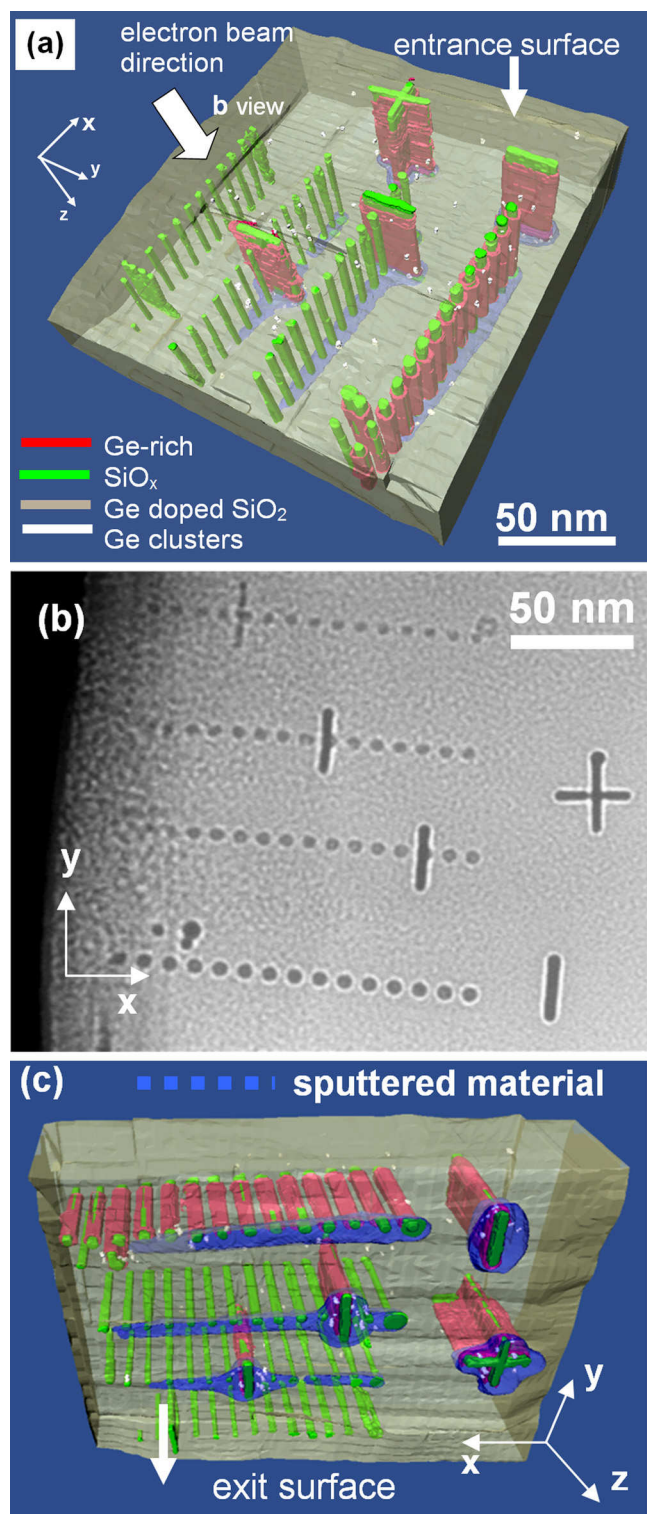 (a)
electron beam
direction
entrance surface
b view
x
y
z
Ge-rich
SiOₓ
Ge doped SiO₂
Ge clusters
50 nm
(b)
50 nm
y
x
(c)
sputtered material
y
x
z
exit surface